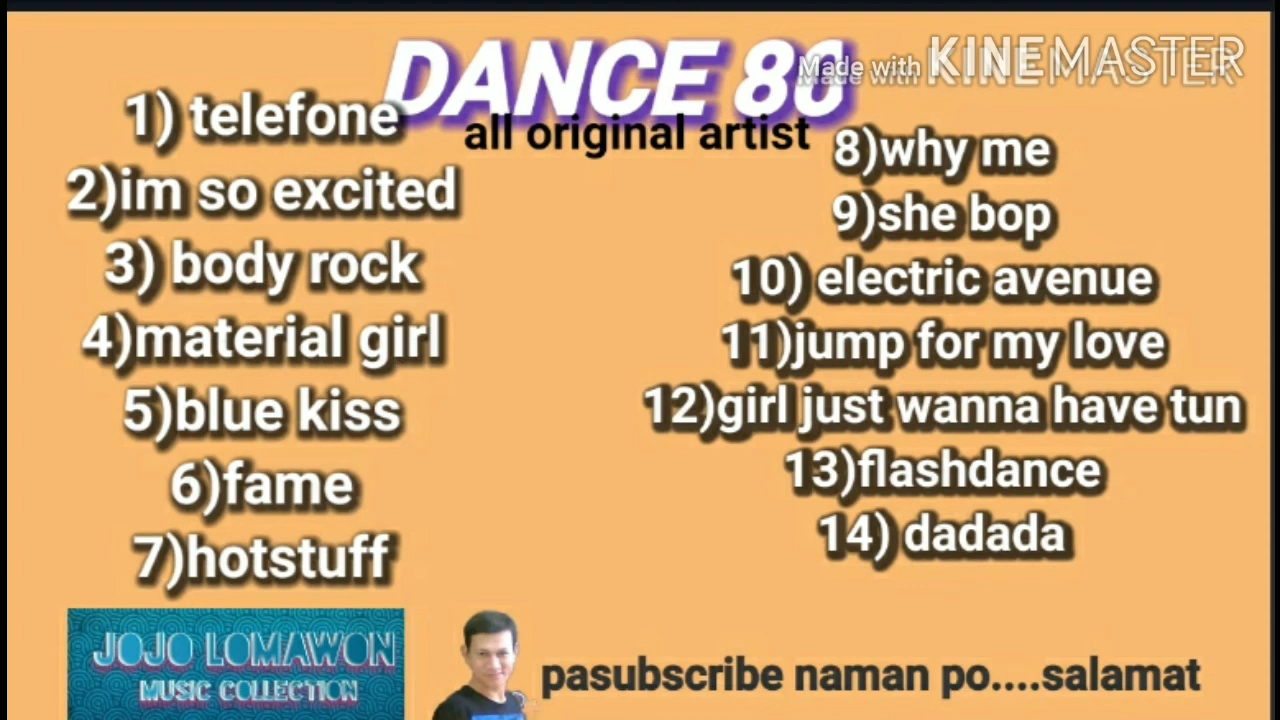 DANCE 80
Made with KINEMASTER
all original artist
1) telefone
2)im so excited
3) body rock
4)material girl
5)blue kiss
6)fame
7)hotstuff
8)why me
9)she bop
10) electric avenue
11)jump for my love
12)girl just wanna have tun
13)flashdance
14) dadada
JOJO LOMAWON
MUSIC COLLECTION
pasubscribe naman po....salamat